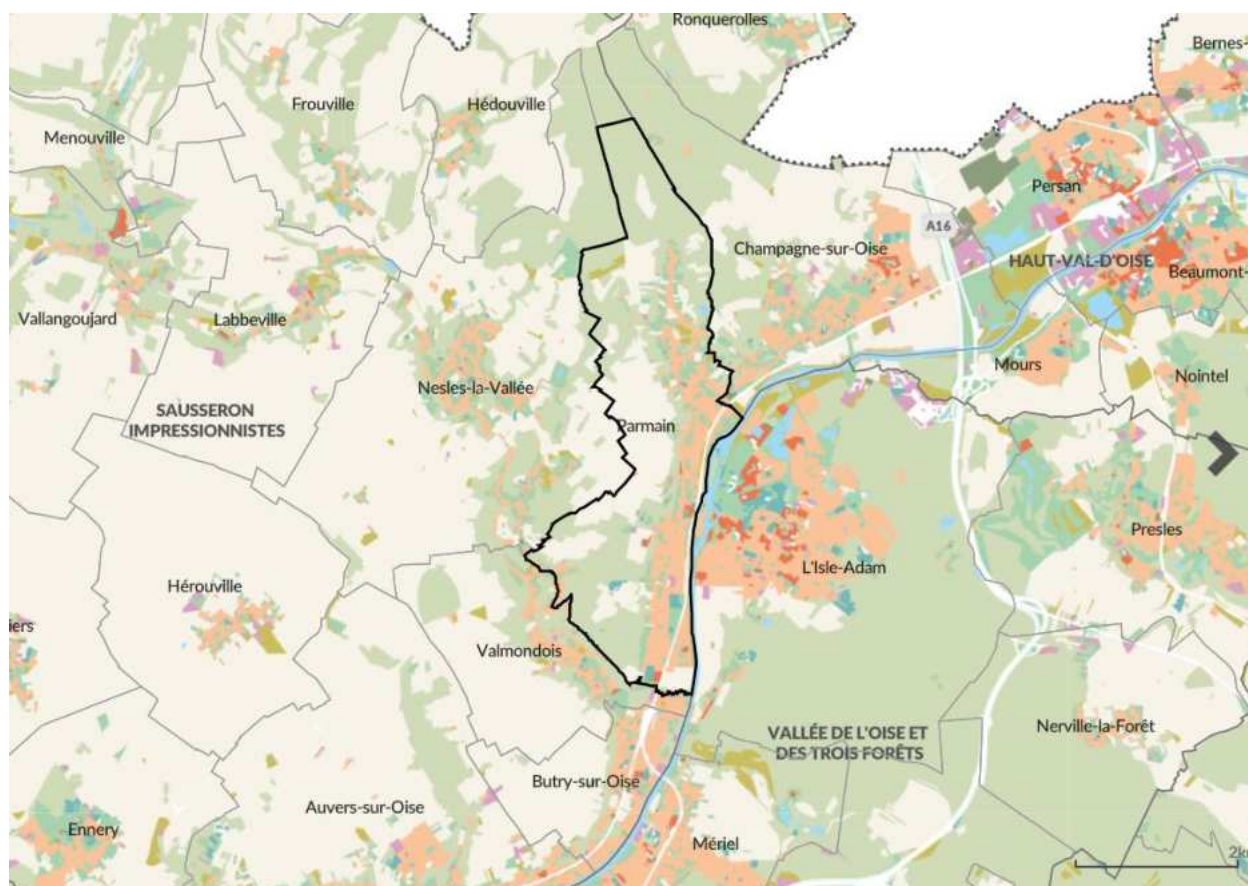 Ronquerolles
Bernes-
Frouville
Hédouville
Menouville
Persan
A16
Champagne-sur-Oise
HAUT-VAL-D'OISE
Beaumont-
Vallangoujard
Labbeville
Mours
Nointel
Nesles-la-Vallée
SAUSSERON
IMPRESSIONNISTES
Parmain
Presles
L'Isle-Adam
Hérouville
iers
Valmondois
Nerville-la-Forêt
VALLÉE DE L'OISE ET
DES TROIS FORÊTS
Butry-sur-Oise
Auvers-sur-Oise
Ennery
Mériel
2k